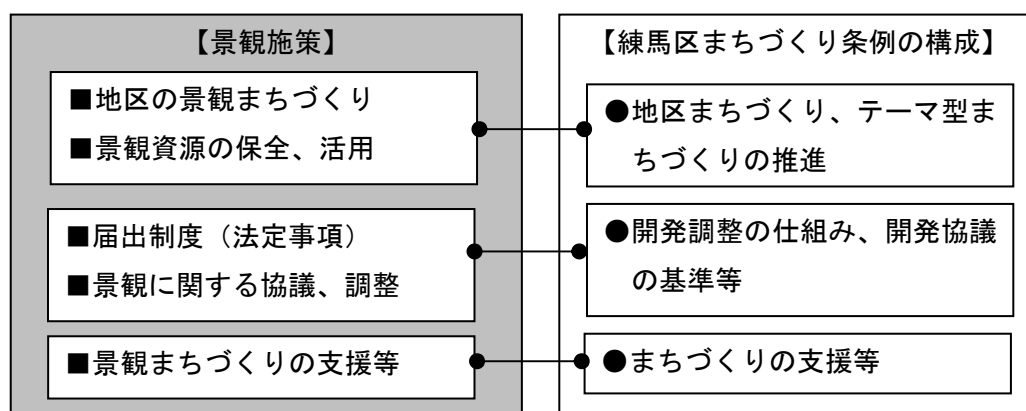 【景観施策】
■地区の景観まちづくり
■景観資源の保全、活用
■届出制度（法定事項）
■景観に関する協議、調整
■景観まちづくりの支援等
【練馬区まちづくり条例の構成】
●地区まちづくり、テーマ型ま
ちづくりの推進
●開発調整の仕組み、開発協議
の基準等
●まちづくりの支援等